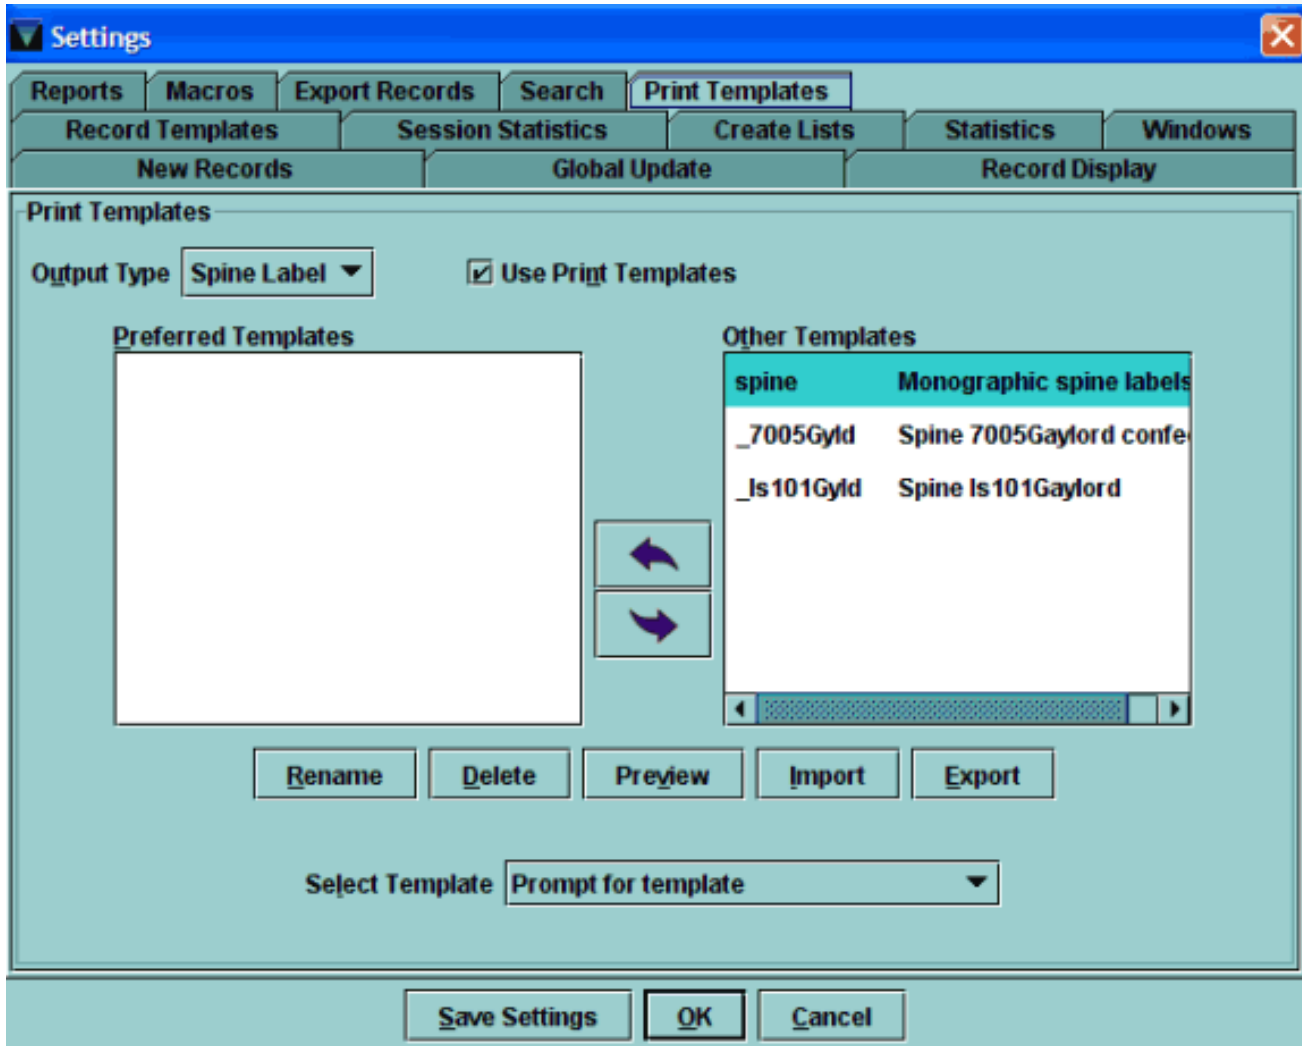 Settings
Reports Macros Export Records Search Print Templates
Record Templates Session Statistics Create Lists Statistics Windows
New Records Global Update Record Display
Print Templates
Output Type Spine Label Use Print Templates
Preferred Templates Other Templates
spine Monographic spine labels
_7005Gyld Spine 7005Gaylord confe
_ls101Gyld Spine ls101Gaylord
Rename Delete Preview Import Export
Select Template Prompt for template
Save Settings OK Cancel